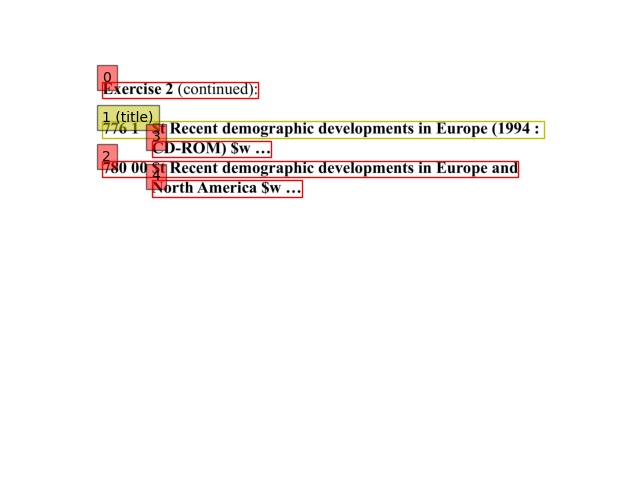 0
Exercise 2 (continued):
1 (title)
776 1 $t Recent demographic developments in Europe (1994 :
3
CD-ROM) $w …
2
780 00 $t Recent demographic developments in Europe and
4
North America $w …